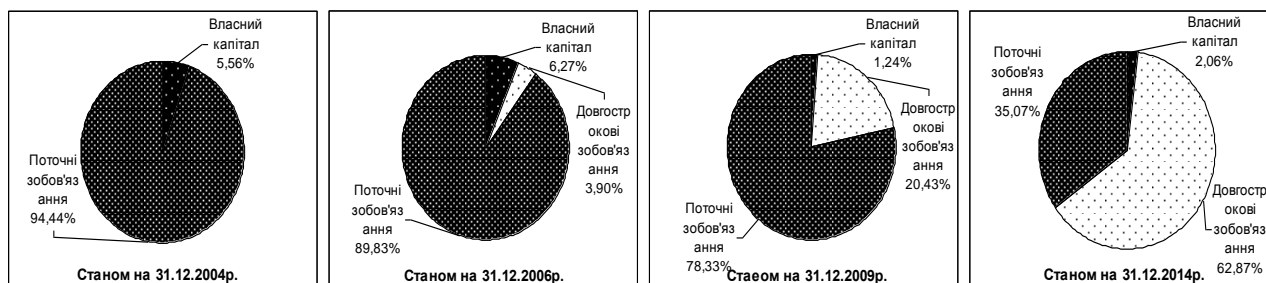 Власний
капітал
5,56%
Поточні
зобов'яз
ання
94,44%
Станом на 31.12.2004р.
Власний
капітал
6,27%
Довгостр
окові
зобов'яз
ання
3,90%
Поточні
зобов'яз
ання
89,83%
Станом на 31.12.2006р.
Власний
капітал
1,24%
Довгостр
окові
зобов'яз
ання
20,43%
Поточні
зобов'яз
ання
78,33%
Стаеом на 31.12.2009р.
Власний
капітал
2,06%
Поточні
зобов'яз
ання
35,07%
Довгостр
окові
зобов'яз
ання
62,87%
Станом на 31.12.2014р.